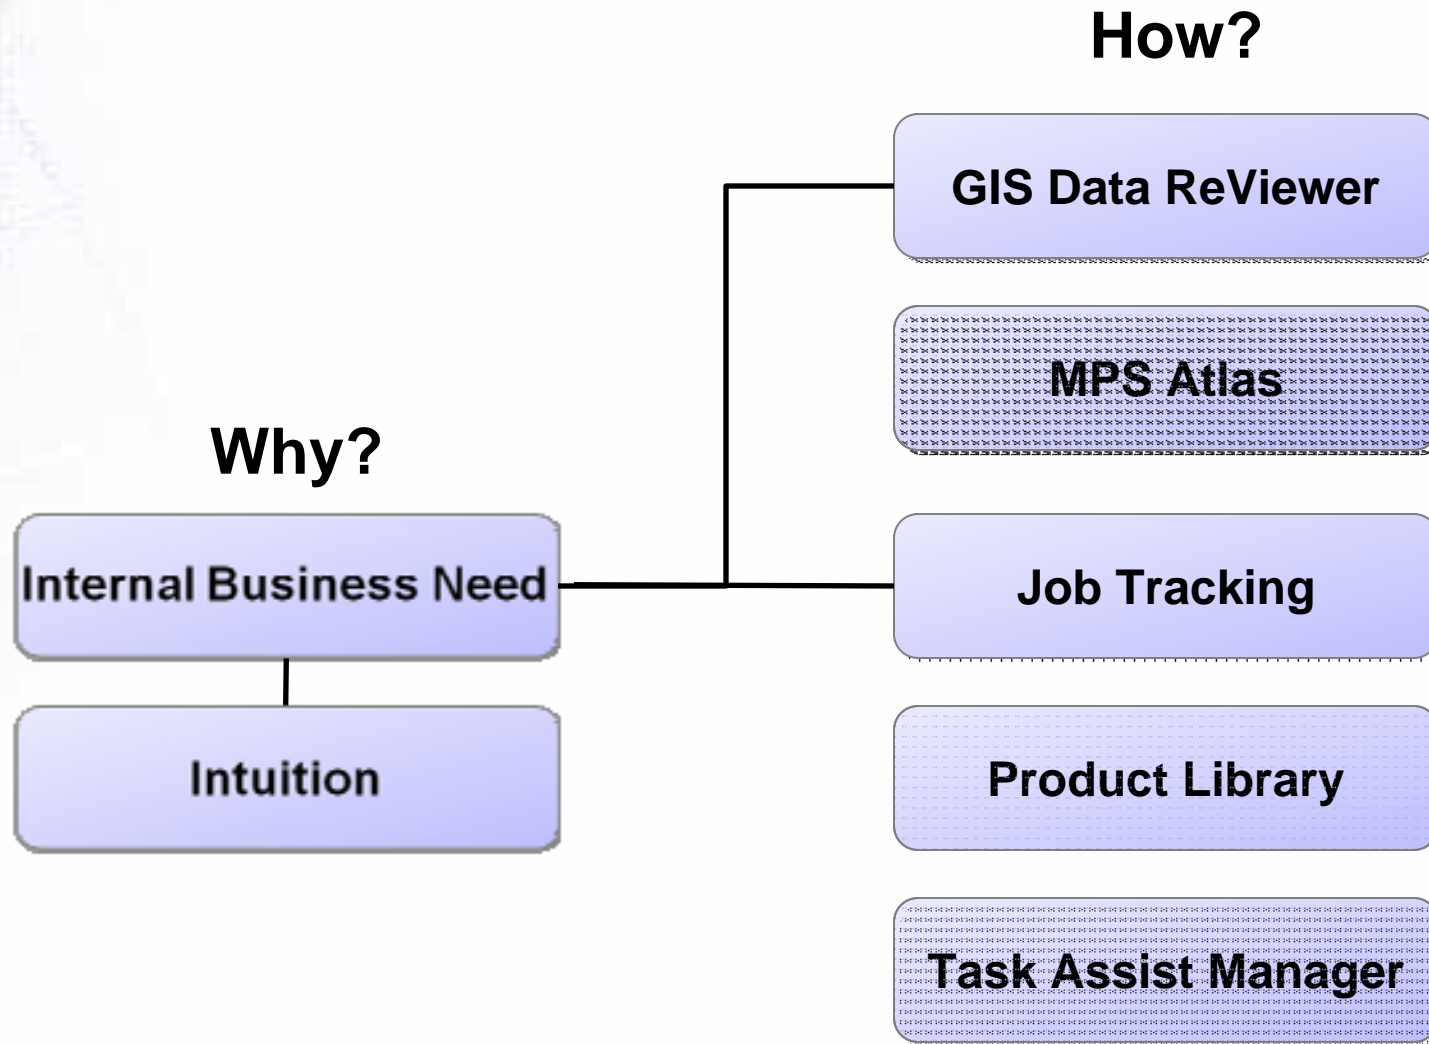 How?
GIS Data ReViewer
MPS Atlas
Why?
Internal Business Need
Job Tracking
Intuition
Product Library
Task Assist Manager